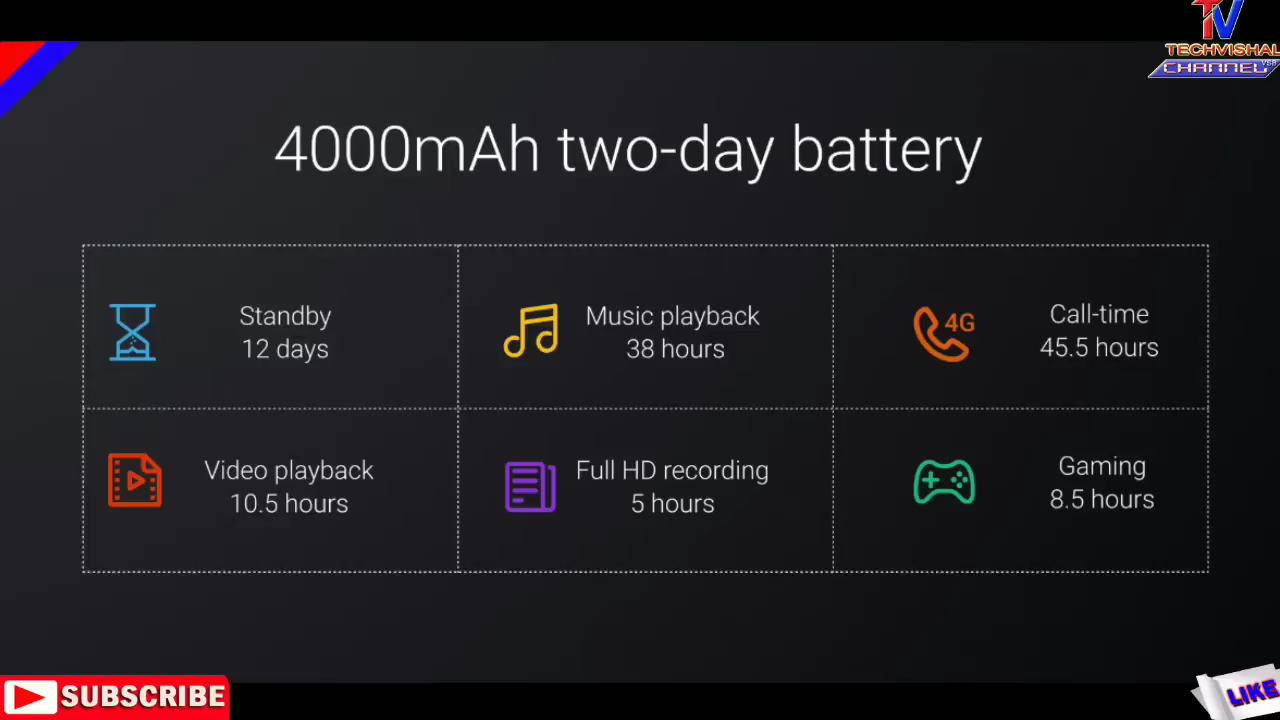 TV
TECHVISHAL
CHANNEL VSR
4000mAh two-day battery
Standby
12 days
Music playback
38 hours
4G
Call-time
45.5 hours
Video playback
10.5 hours
Full HD recording
5 hours
Gaming
8.5 hours
SUBSCRIBE
LIKE